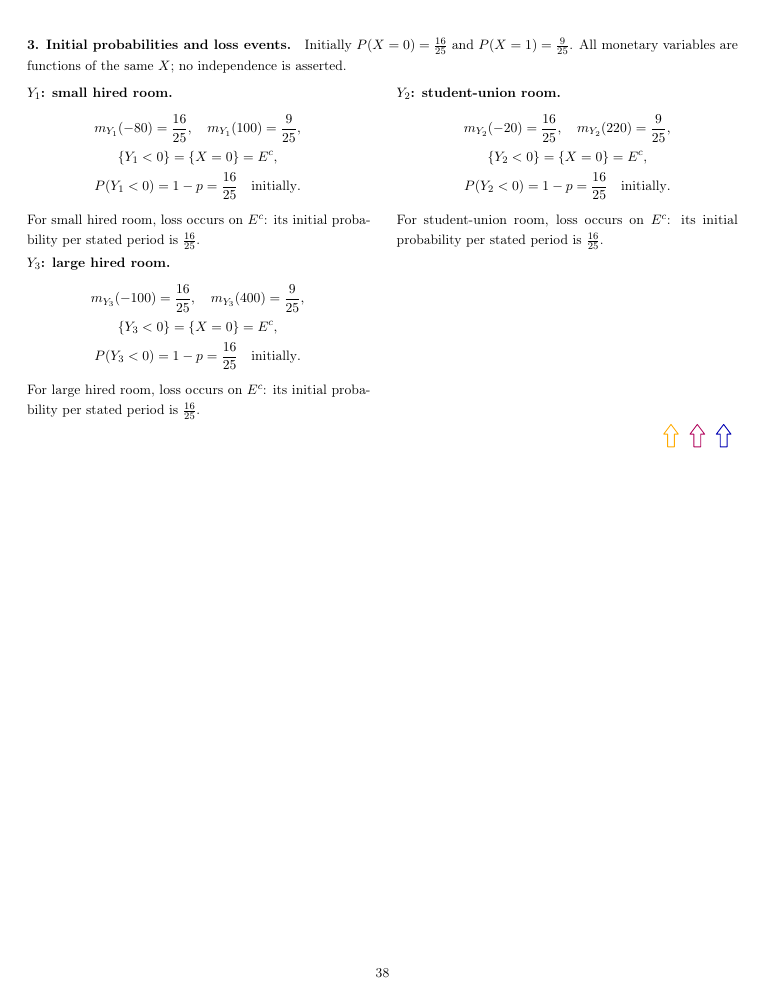 3. Initial probabilities and loss events. Initially P(X = 0) = 16/25 and P(X = 1) = 9/25. All monetary variables are
functions of the same X; no independence is asserted.
Y₁: small hired room.
m_{Y₁}(−80) = 16/25, m_{Y₁}(100) = 9/25,
{Y₁ < 0} = {X = 0} = Eᶜ,
P(Y₁ < 0) = 1 − p = 16/25 initially.
For small hired room, loss occurs on Eᶜ: its initial proba-
bility per stated period is 16/25.
Y₃: large hired room.
m_{Y₃}(−100) = 16/25, m_{Y₃}(400) = 9/25,
{Y₃ < 0} = {X = 0} = Eᶜ,
P(Y₃ < 0) = 1 − p = 16/25 initially.
For large hired room, loss occurs on Eᶜ: its initial proba-
bility per stated period is 16/25.
Y₂: student-union room.
m_{Y₂}(−20) = 16/25, m_{Y₂}(220) = 9/25,
{Y₂ < 0} = {X = 0} = Eᶜ,
P(Y₂ < 0) = 1 − p = 16/25 initially.
For student-union room, loss occurs on Eᶜ: its initial
probability per stated period is 16/25.
38